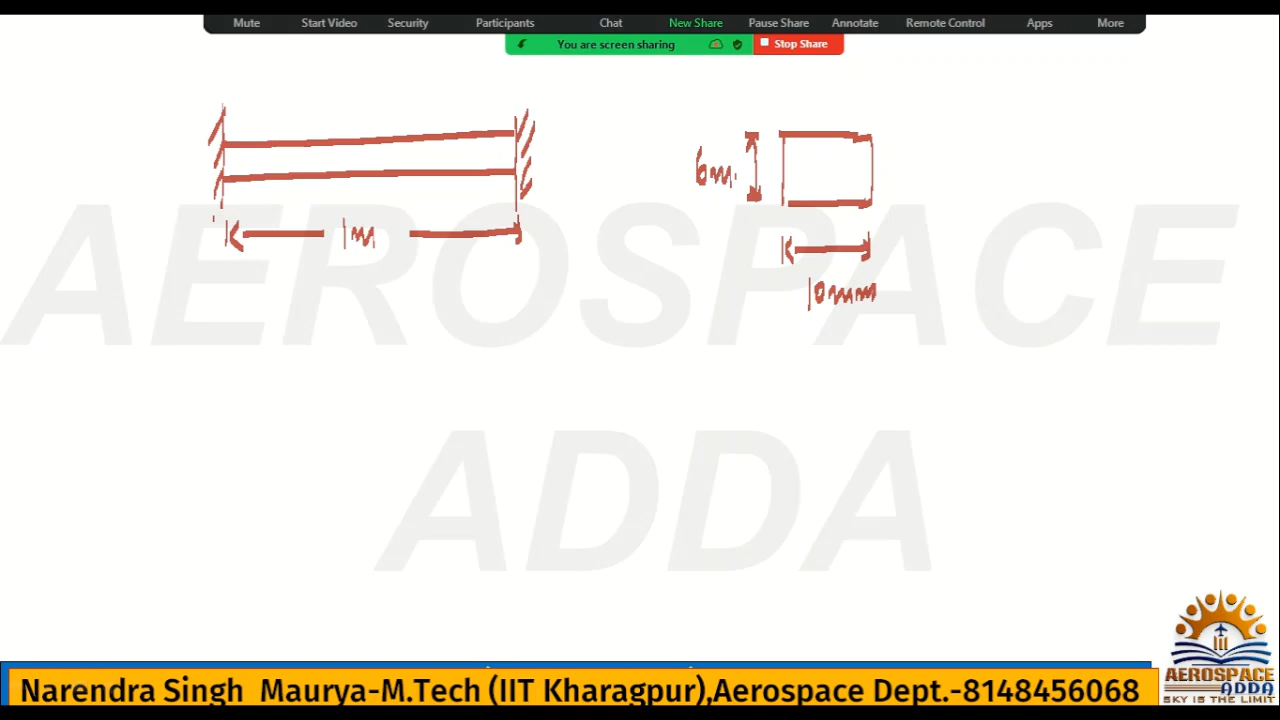 Mute Start Video Security Participants Chat New Share Pause Share Annotate Remote Control Apps More
You are screen sharing Stop Share
6m.
1m
10mm
AEROSPACE
ADDA
Narendra Singh Maurya-M.Tech (IIT Kharagpur),Aerospace Dept.-8148456068
AEROSPACE
ADDA
SKY IS THE LIMIT